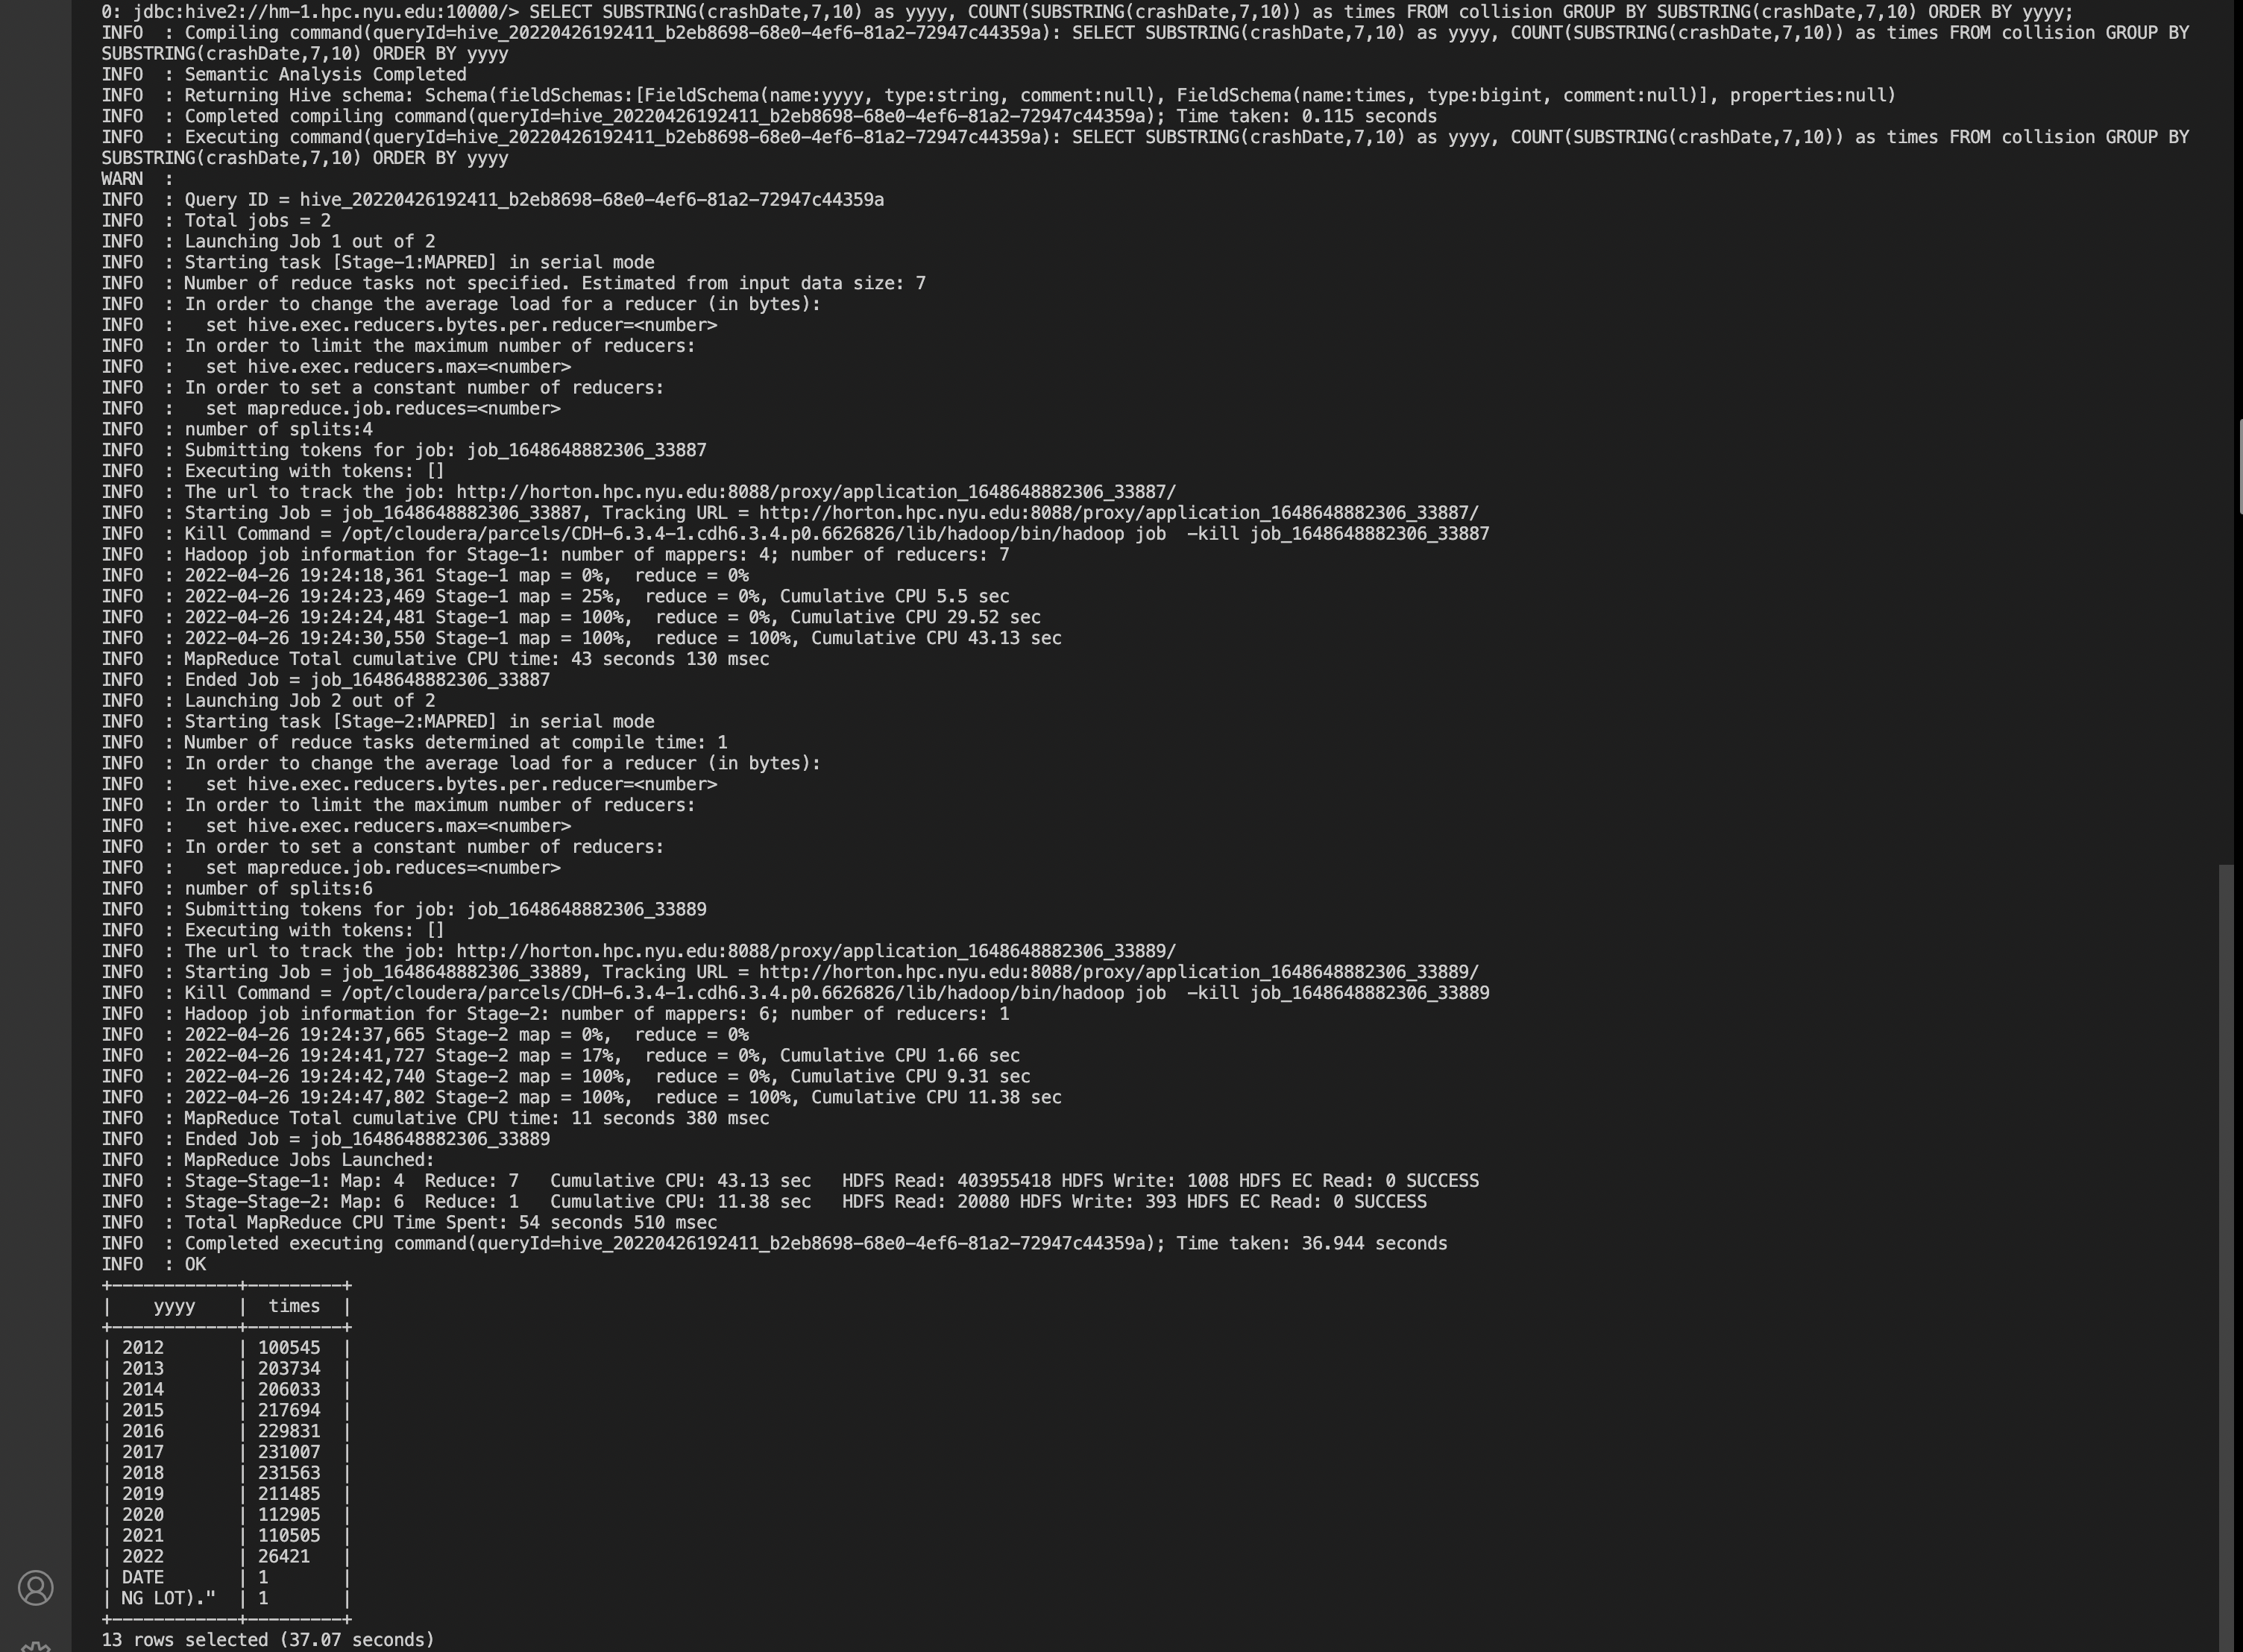 0: jdbc:hive2://hm-1.hpc.nyu.edu:10000/> SELECT SUBSTRING(crashDate,7,10) as yyyy, COUNT(SUBSTRING(crashDate,7,10)) as times FROM collision GROUP BY SUBSTRING(crashDate,7,10) ORDER BY yyyy;
INFO  : Compiling command(queryId=hive_20220426192411_b2eb8698-68e0-4ef6-81a2-72947c44359a): SELECT SUBSTRING(crashDate,7,10) as yyyy, COUNT(SUBSTRING(crashDate,7,10)) as times FROM collision GROUP BY
SUBSTRING(crashDate,7,10) ORDER BY yyyy
INFO  : Semantic Analysis Completed
INFO  : Returning Hive schema: Schema(fieldSchemas:[FieldSchema(name:yyyy, type:string, comment:null), FieldSchema(name:times, type:bigint, comment:null)], properties:null)
INFO  : Completed compiling command(queryId=hive_20220426192411_b2eb8698-68e0-4ef6-81a2-72947c44359a); Time taken: 0.115 seconds
INFO  : Executing command(queryId=hive_20220426192411_b2eb8698-68e0-4ef6-81a2-72947c44359a): SELECT SUBSTRING(crashDate,7,10) as yyyy, COUNT(SUBSTRING(crashDate,7,10)) as times FROM collision GROUP BY
SUBSTRING(crashDate,7,10) ORDER BY yyyy
WARN  :
INFO  : Query ID = hive_20220426192411_b2eb8698-68e0-4ef6-81a2-72947c44359a
INFO  : Total jobs = 2
INFO  : Launching Job 1 out of 2
INFO  : Starting task [Stage-1:MAPRED] in serial mode
INFO  : Number of reduce tasks not specified. Estimated from input data size: 7
INFO  : In order to change the average load for a reducer (in bytes):
INFO  :   set hive.exec.reducers.bytes.per.reducer=<number>
INFO  : In order to limit the maximum number of reducers:
INFO  :   set hive.exec.reducers.max=<number>
INFO  : In order to set a constant number of reducers:
INFO  :   set mapreduce.job.reduces=<number>
INFO  : number of splits:4
INFO  : Submitting tokens for job: job_1648648882306_33887
INFO  : Executing with tokens: []
INFO  : The url to track the job: http://horton.hpc.nyu.edu:8088/proxy/application_1648648882306_33887/
INFO  : Starting Job = job_1648648882306_33887, Tracking URL = http://horton.hpc.nyu.edu:8088/proxy/application_1648648882306_33887/
INFO  : Kill Command = /opt/cloudera/parcels/CDH-6.3.4-1.cdh6.3.4.p0.6626826/lib/hadoop/bin/hadoop job  -kill job_1648648882306_33887
INFO  : Hadoop job information for Stage-1: number of mappers: 4; number of reducers: 7
INFO  : 2022-04-26 19:24:18,361 Stage-1 map = 0%,  reduce = 0%
INFO  : 2022-04-26 19:24:23,469 Stage-1 map = 25%,  reduce = 0%, Cumulative CPU 5.5 sec
INFO  : 2022-04-26 19:24:24,481 Stage-1 map = 100%,  reduce = 0%, Cumulative CPU 29.52 sec
INFO  : 2022-04-26 19:24:30,550 Stage-1 map = 100%,  reduce = 100%, Cumulative CPU 43.13 sec
INFO  : MapReduce Total cumulative CPU time: 43 seconds 130 msec
INFO  : Ended Job = job_1648648882306_33887
INFO  : Launching Job 2 out of 2
INFO  : Starting task [Stage-2:MAPRED] in serial mode
INFO  : Number of reduce tasks determined at compile time: 1
INFO  : In order to change the average load for a reducer (in bytes):
INFO  :   set hive.exec.reducers.bytes.per.reducer=<number>
INFO  : In order to limit the maximum number of reducers:
INFO  :   set hive.exec.reducers.max=<number>
INFO  : In order to set a constant number of reducers:
INFO  :   set mapreduce.job.reduces=<number>
INFO  : number of splits:6
INFO  : Submitting tokens for job: job_1648648882306_33889
INFO  : Executing with tokens: []
INFO  : The url to track the job: http://horton.hpc.nyu.edu:8088/proxy/application_1648648882306_33889/
INFO  : Starting Job = job_1648648882306_33889, Tracking URL = http://horton.hpc.nyu.edu:8088/proxy/application_1648648882306_33889/
INFO  : Kill Command = /opt/cloudera/parcels/CDH-6.3.4-1.cdh6.3.4.p0.6626826/lib/hadoop/bin/hadoop job  -kill job_1648648882306_33889
INFO  : Hadoop job information for Stage-2: number of mappers: 6; number of reducers: 1
INFO  : 2022-04-26 19:24:37,665 Stage-2 map = 0%,  reduce = 0%
INFO  : 2022-04-26 19:24:41,727 Stage-2 map = 17%,  reduce = 0%, Cumulative CPU 1.66 sec
INFO  : 2022-04-26 19:24:42,740 Stage-2 map = 100%,  reduce = 0%, Cumulative CPU 9.31 sec
INFO  : 2022-04-26 19:24:47,802 Stage-2 map = 100%,  reduce = 100%, Cumulative CPU 11.38 sec
INFO  : MapReduce Total cumulative CPU time: 11 seconds 380 msec
INFO  : Ended Job = job_1648648882306_33889
INFO  : MapReduce Jobs Launched:
INFO  : Stage-Stage-1: Map: 4  Reduce: 7   Cumulative CPU: 43.13 sec   HDFS Read: 403955418 HDFS Write: 1008 HDFS EC Read: 0 SUCCESS
INFO  : Stage-Stage-2: Map: 6  Reduce: 1   Cumulative CPU: 11.38 sec   HDFS Read: 20080 HDFS Write: 393 HDFS EC Read: 0 SUCCESS
INFO  : Total MapReduce CPU Time Spent: 54 seconds 510 msec
INFO  : Completed executing command(queryId=hive_20220426192411_b2eb8698-68e0-4ef6-81a2-72947c44359a); Time taken: 36.944 seconds
INFO  : OK
+------------+---------+
|    yyyy    |  times  |
+------------+---------+
| 2012       | 100545  |
| 2013       | 203734  |
| 2014       | 206033  |
| 2015       | 217694  |
| 2016       | 229831  |
| 2017       | 231007  |
| 2018       | 231563  |
| 2019       | 211485  |
| 2020       | 112905  |
| 2021       | 110505  |
| 2022       | 26421   |
| DATE       | 1       |
| NG LOT)."  | 1       |
+------------+---------+
13 rows selected (37.07 seconds)